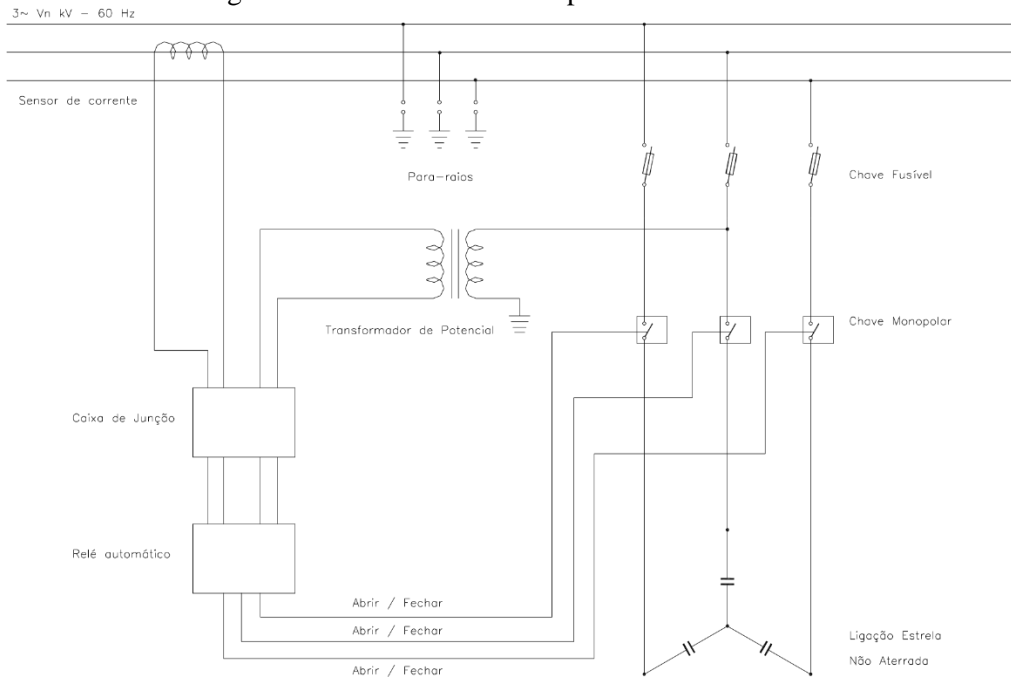 3~ Vn kV - 60 Hz
Sensor de corrente
Para-raios
Chave Fusível
Transformador de Potencial
Chave Monopolar
Caixa de Junção
Relé automático
Abrir / Fechar
Abrir / Fechar
Abrir / Fechar
Ligação Estrela
Não Aterrada